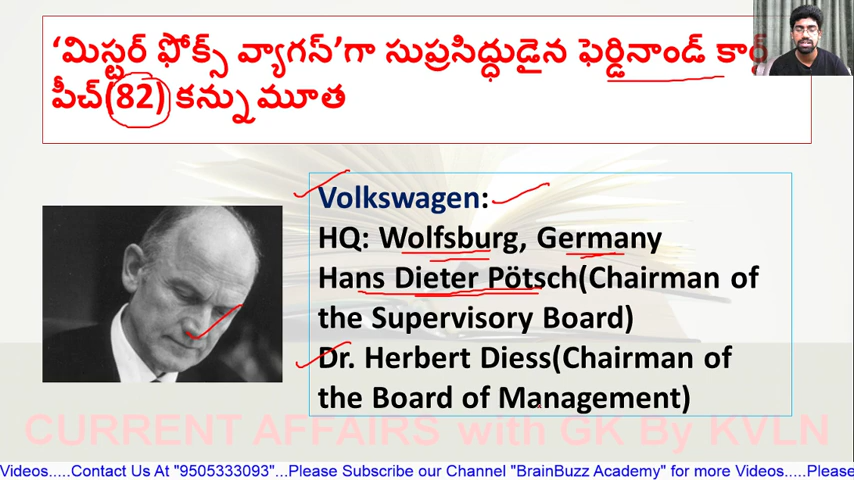 ‘మిస్టర్ ఫోక్స్ వ్యాగన్’గా సుప్రసిద్ధుడైన ఫెర్డినాండ్ కార్ల్
పీచ్(82) కన్నుమూత
Volkswagen:
HQ: Wolfsburg, Germany
Hans Dieter Pötsch(Chairman of
the Supervisory Board)
Dr. Herbert Diess(Chairman of
the Board of Management)
CURRENT AFFAIRS with GK By KVLN
Videos.....Contact Us At "9505333093"...Please Subscribe our Channel "BrainBuzz Academy" for more Videos.....Please